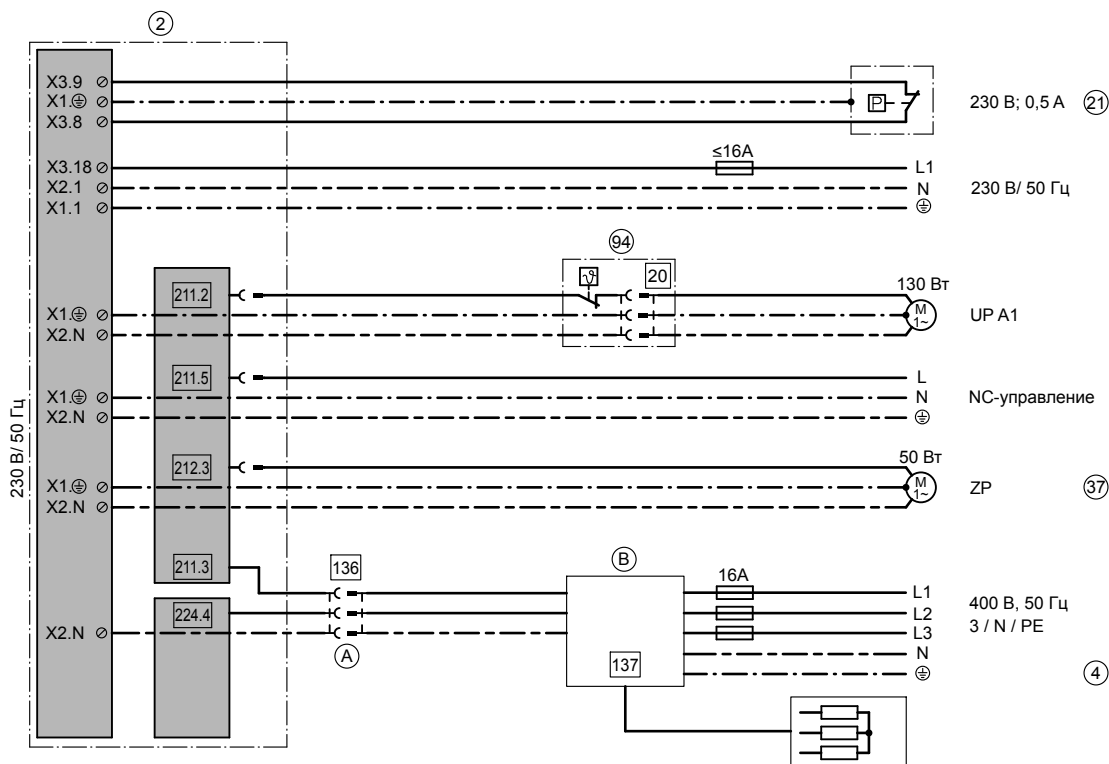 2
X3.9
X1.
X3.8
P
230 В; 0,5 А
21
X3.18
≤16A
L1
X2.1
N
230 В/ 50 Гц
X1.1
94
211.2
ϑ
20
130 Вт
X1.
M
1~
UP A1
X2.N
211.5
L
X1.
N
NC-управление
X2.N
230 В/ 50 Гц
212.3
50 Вт
X1.
M
1~
ZP
37
X2.N
211.3
136
B
16A
L1
400 В, 50 Гц
224.4
L2
3 / N / PE
X2.N
L3
A
N
137
4